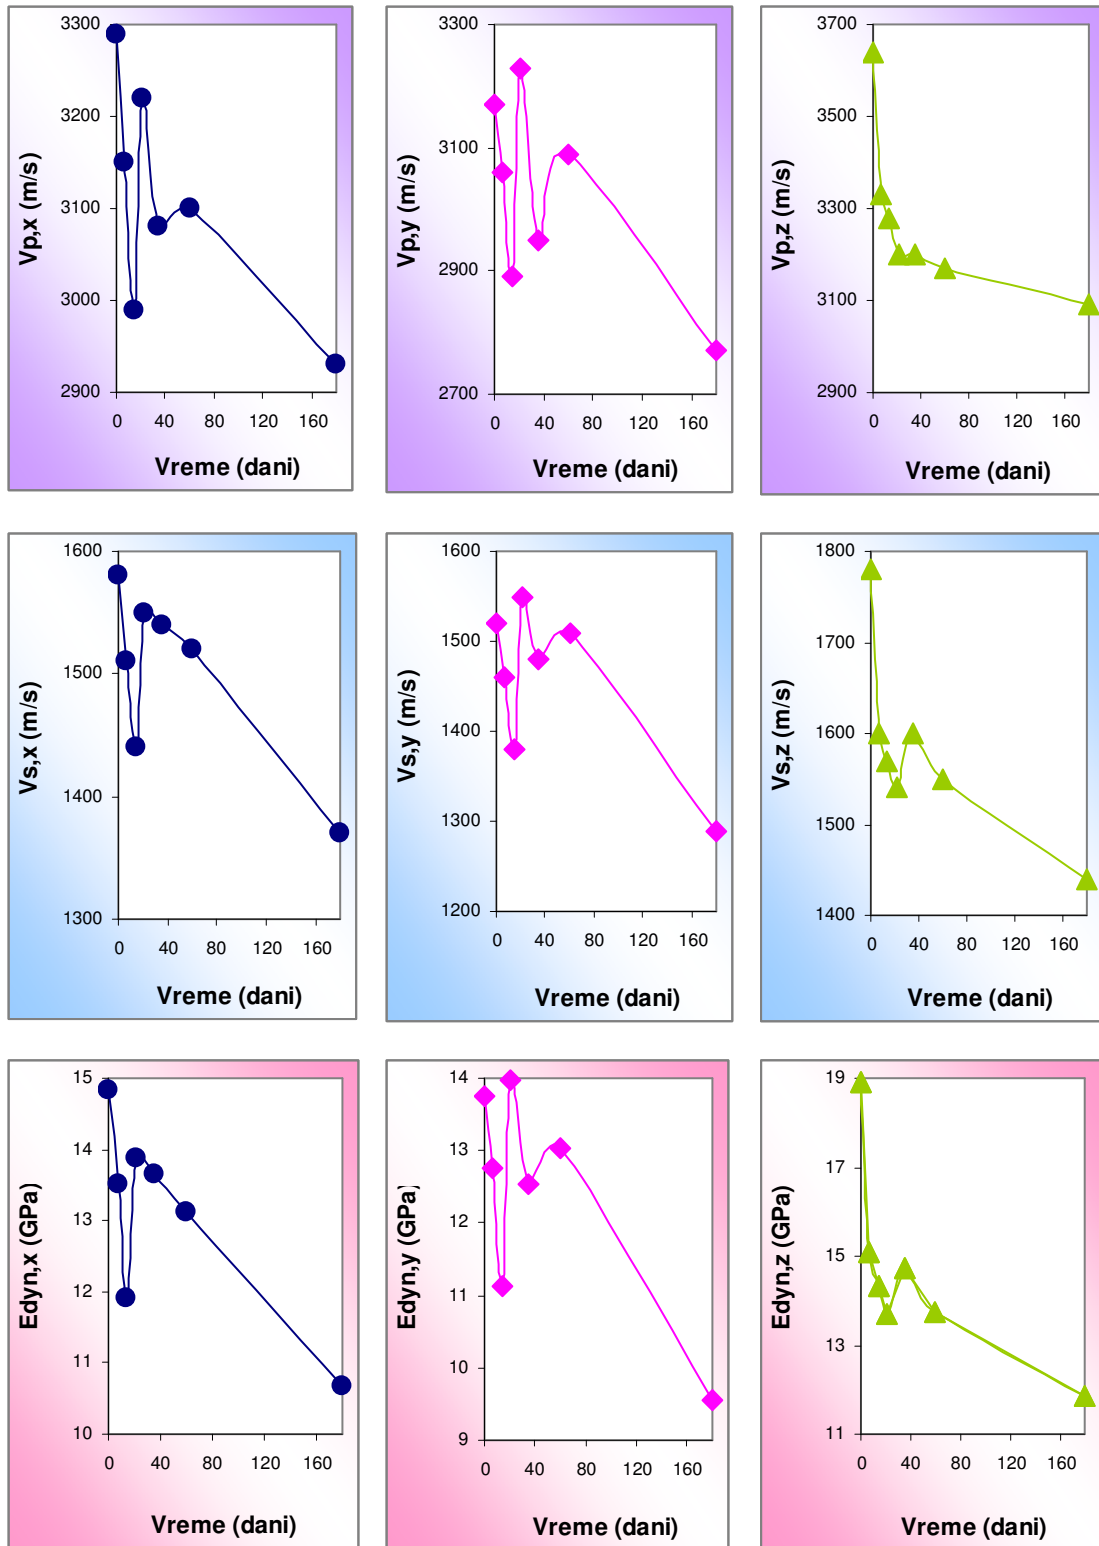 3300
3200
3100
3000
2900
Vp,x (m/s)
0 40 80 120 160
Vreme (dani)
3300
3100
2900
2700
Vp,y (m/s)
0 40 80 120 160
Vreme (dani)
3700
3500
3300
3100
2900
Vp,z (m/s)
0 40 80 120 160
Vreme (dani)
1600
1500
1400
1300
Vs,x (m/s)
0 40 80 120 160
Vreme (dani)
1600
1500
1400
1300
1200
Vs,y (m/s)
0 40 80 120 160
Vreme (dani)
1800
1700
1600
1500
1400
Vs,z (m/s)
0 40 80 120 160
Vreme (dani)
15
14
13
12
11
10
Edyn,x (GPa)
0 40 80 120 160
Vreme (dani)
14
13
12
11
10
9
Edyn,y (GPa)
0 40 80 120 160
Vreme (dani)
19
17
15
13
11
Edyn,z (GPa)
0 40 80 120 160
Vreme (dani)